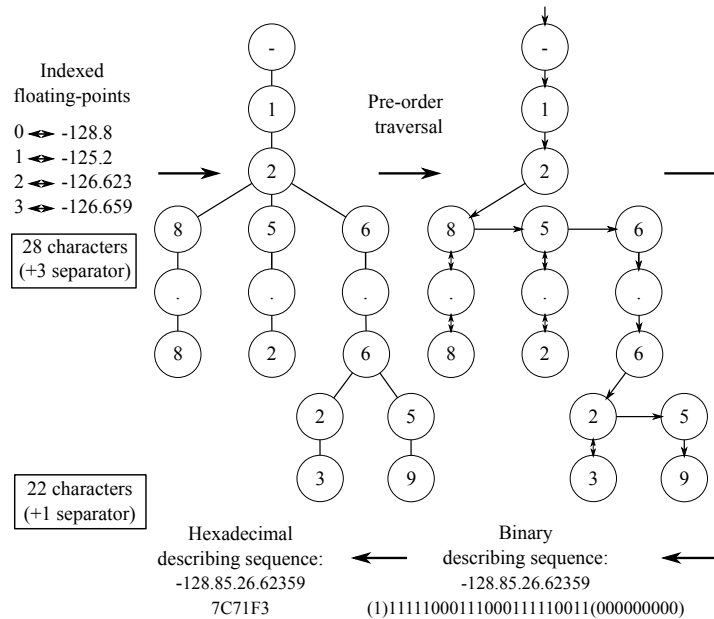 Indexed
floating-points
0 -128.8
1 -125.2
2 -126.623
3 -126.659
28 characters
(+3 separator)
-
1
2
8 5 6
. . .
8 2 6
2 5
3 9
Pre-order
traversal
-
1
2
8 5 6
. . .
8 2 6
2 5
3 9
22 characters
(+1 separator)
Hexadecimal
describing sequence:
-128.85.26.62359
7C71F3
Binary
describing sequence:
-128.85.26.62359
(1)111110001110001111110011(000000000)